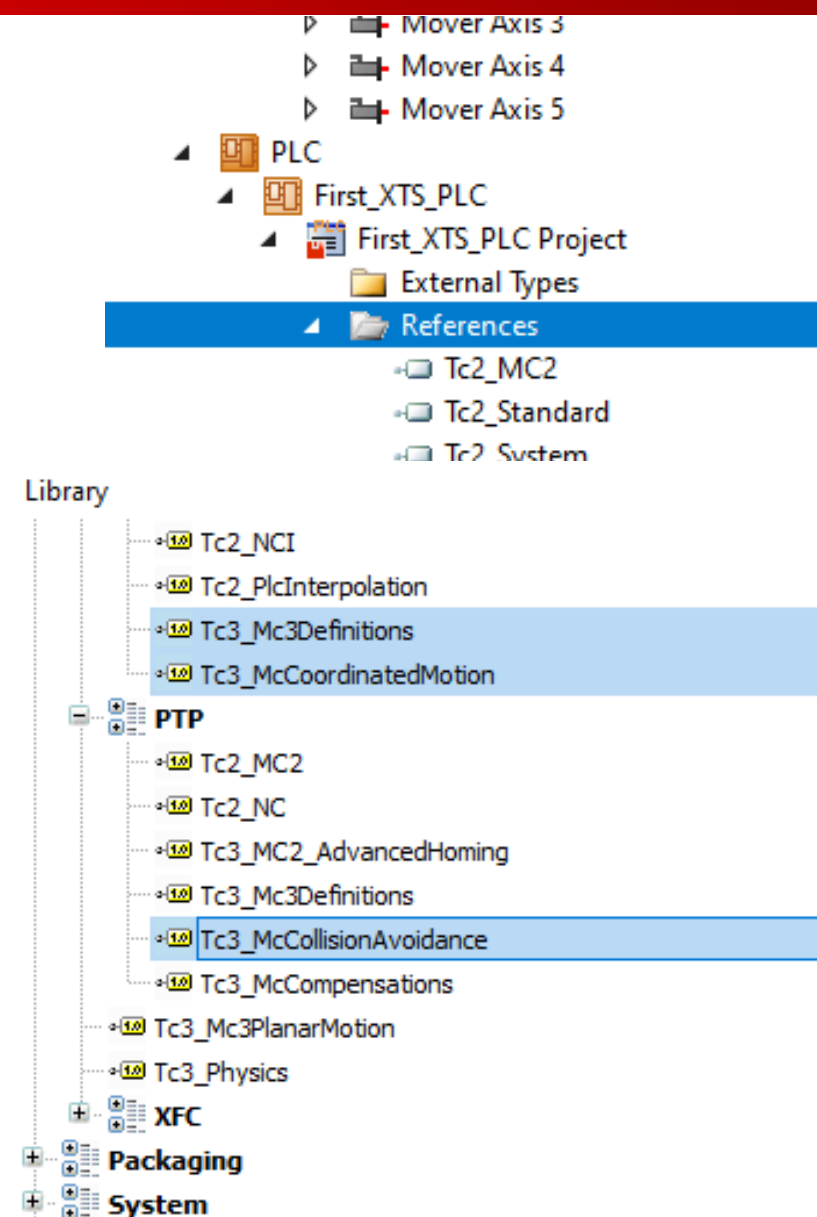 Mover Axis 3
Mover Axis 4
Mover Axis 5
PLC
First_XTS_PLC
First_XTS_PLC Project
External Types
References
Tc2_MC2
Tc2_Standard
Tc2_System
Library
Tc2_NCI
Tc2_PlcInterpolation
Tc3_Mc3Definitions
Tc3_McCoordinatedMotion
PTP
Tc2_MC2
Tc2_NC
Tc3_MC2_AdvancedHoming
Tc3_Mc3Definitions
Tc3_McCollisionAvoidance
Tc3_McCompensations
Tc3_Mc3PlanarMotion
Tc3_Physics
XFC
Packaging
System